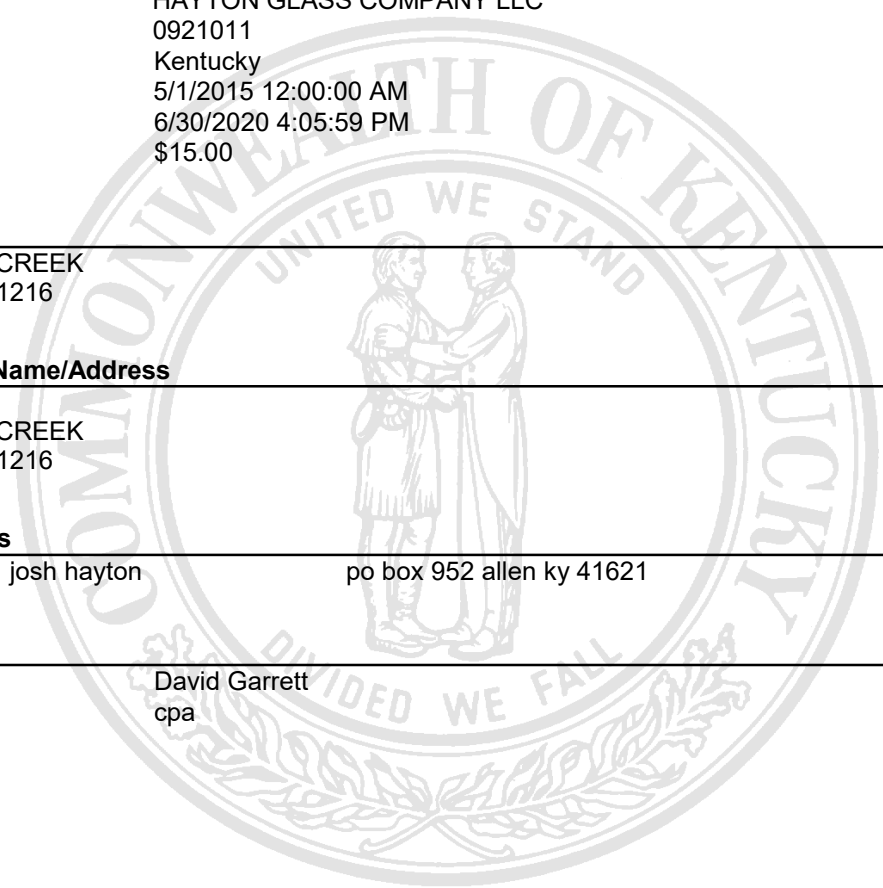 HAYTON GLASS COMPANY LLC
0921011
Kentucky
5/1/2015 12:00:00 AM
6/30/2020 4:05:59 PM
$15.00
CREEK
1216
Name/Address
CREEK
1216
s
josh hayton po box 952 allen ky 41621
David Garrett
cpa
COMMONWEALTH OF KENTUCKY
UNITED WE STAND
DIVIDED WE FALL